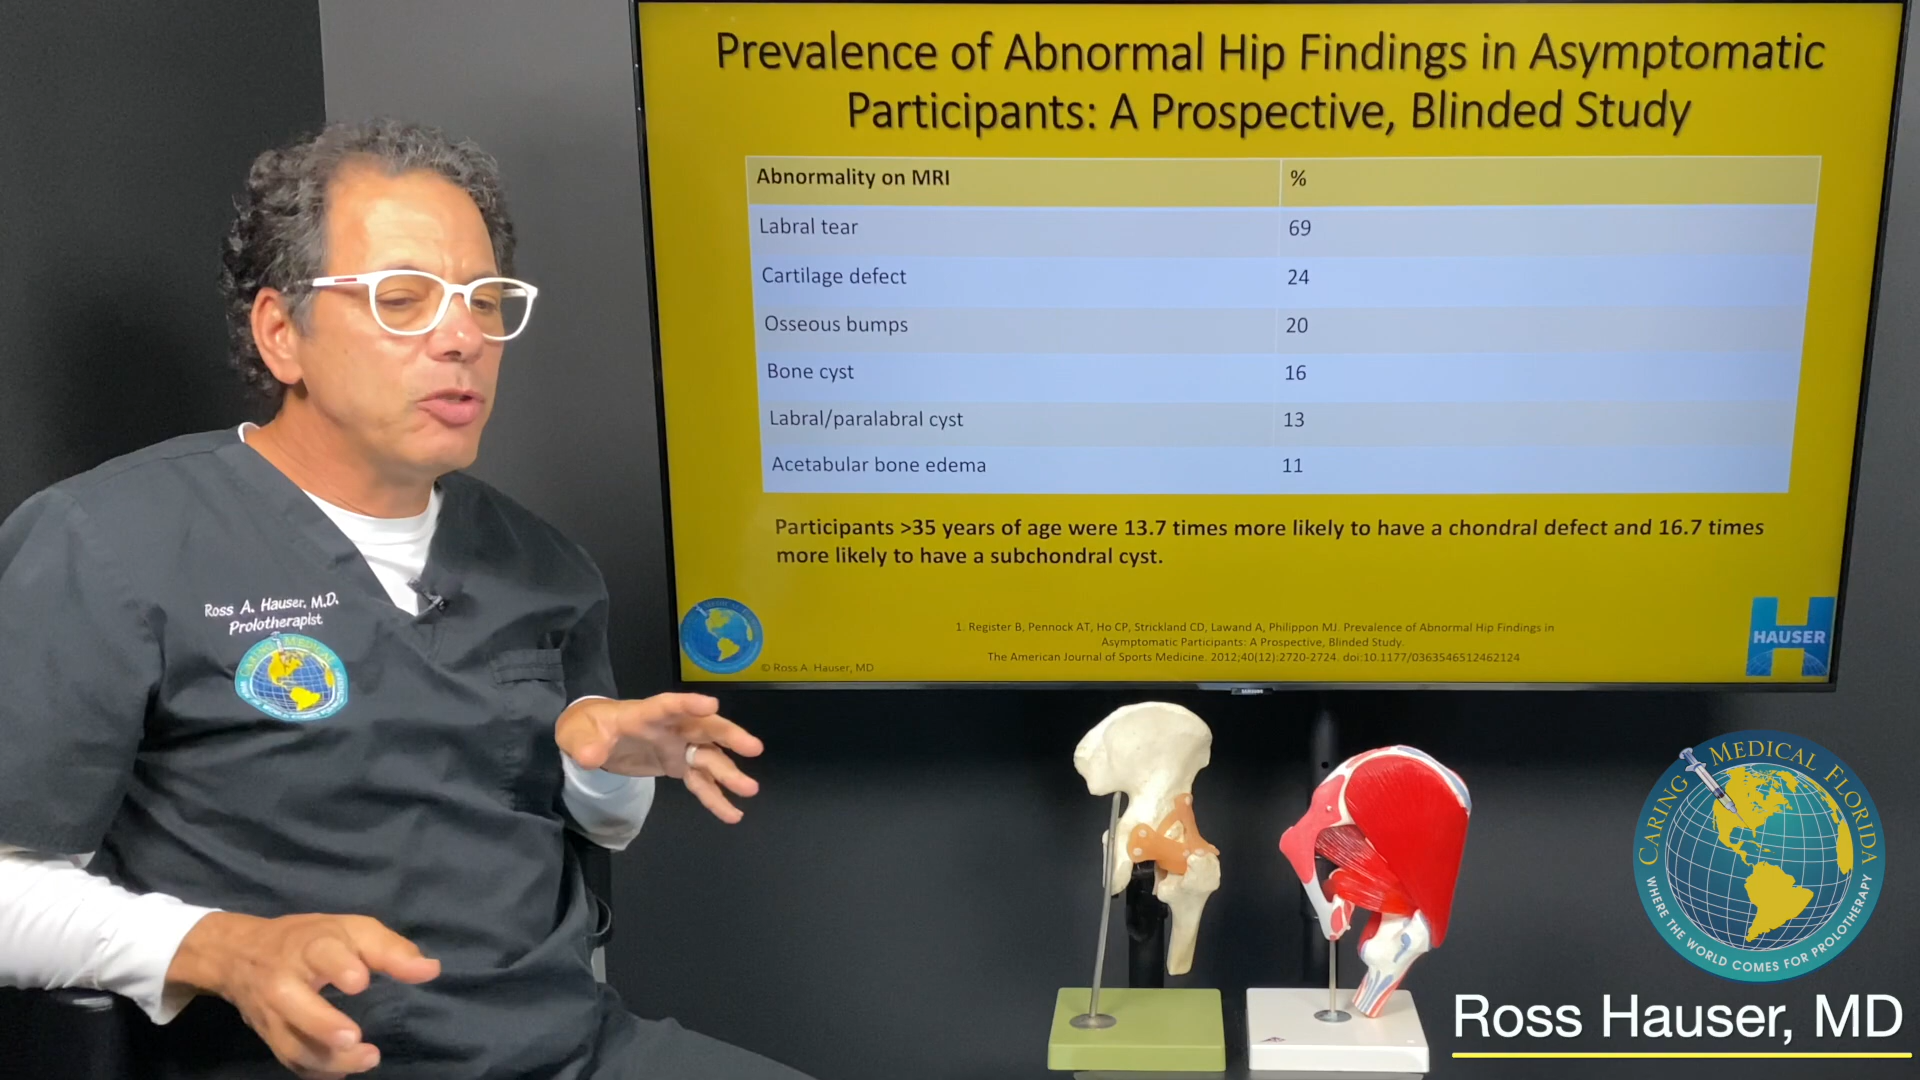 Prevalence of Abnormal Hip Findings in Asymptomatic
Participants: A Prospective, Blinded Study
Abnormality on MRI %
Labral tear 69
Cartilage defect 24
Osseous bumps 20
Bone cyst 16
Labral/paralabral cyst 13
Acetabular bone edema 11
Participants >35 years of age were 13.7 times more likely to have a chondral defect and 16.7 times
more likely to have a subchondral cyst.
1. Register B, Pennock AT, Ho CP, Strickland CD, Lawand A, Philippon MJ. Prevalence of Abnormal Hip Findings in
Asymptomatic Participants: A Prospective, Blinded Study.
The American Journal of Sports Medicine. 2012;40(12):2720-2724. doi:10.1177/0363546512462124
© Ross A. Hauser, MD
HAUSER
SAMSUNG
Ross A. Hauser, M.D.
Prolotherapist
CARING MEDICAL
CARING MEDICAL FLORIDA
WHERE THE WORLD COMES FOR PROLOTHERAPY
Ross Hauser, MD